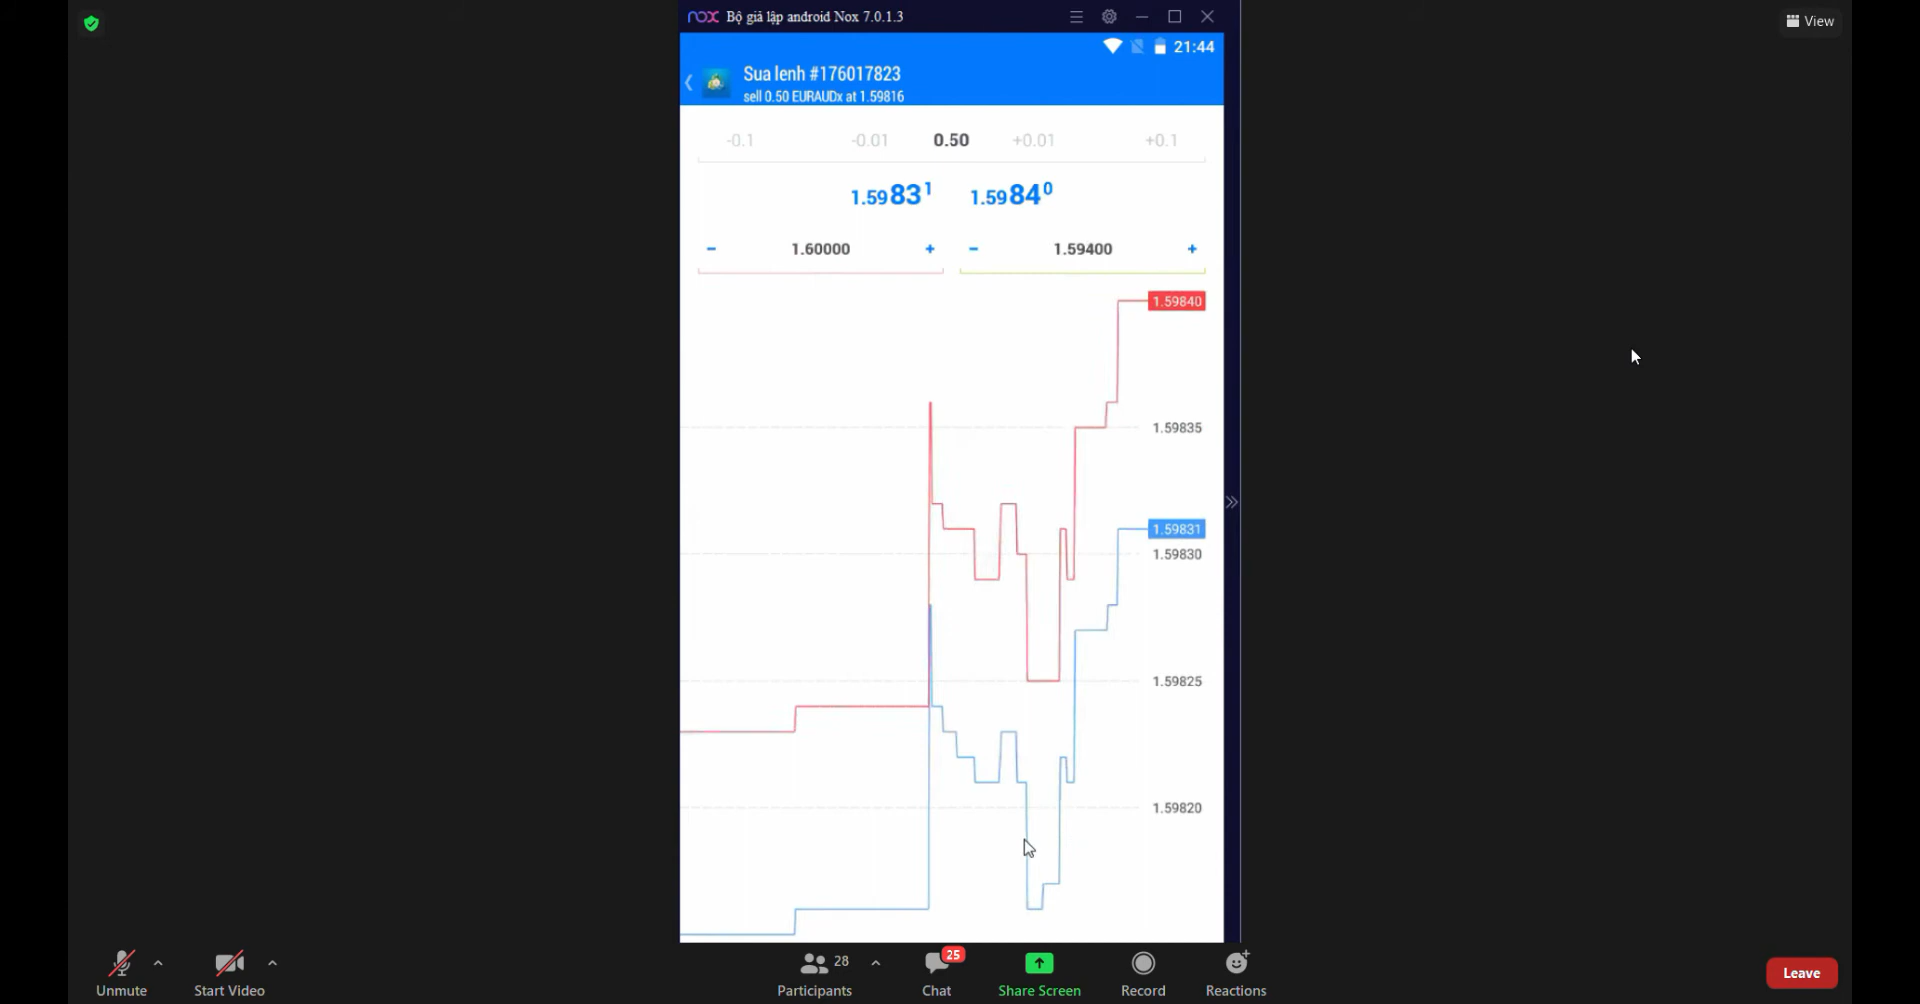 nox Bộ giả lập android Nox 7.0.1.3
View
21:44
Sua lenh #176017823
sell 0.50 EURAUDx at 1.59816
-0.1 -0.01 0.50 +0.01 +0.1
1.59831 1.59840
- 1.60000 + - 1.59400 +
1.59840
1.59835
1.59831
1.59830
1.59825
1.59820
28
25
Unmute
Start Video
Participants
Chat
Share Screen
Record
Reactions
Leave